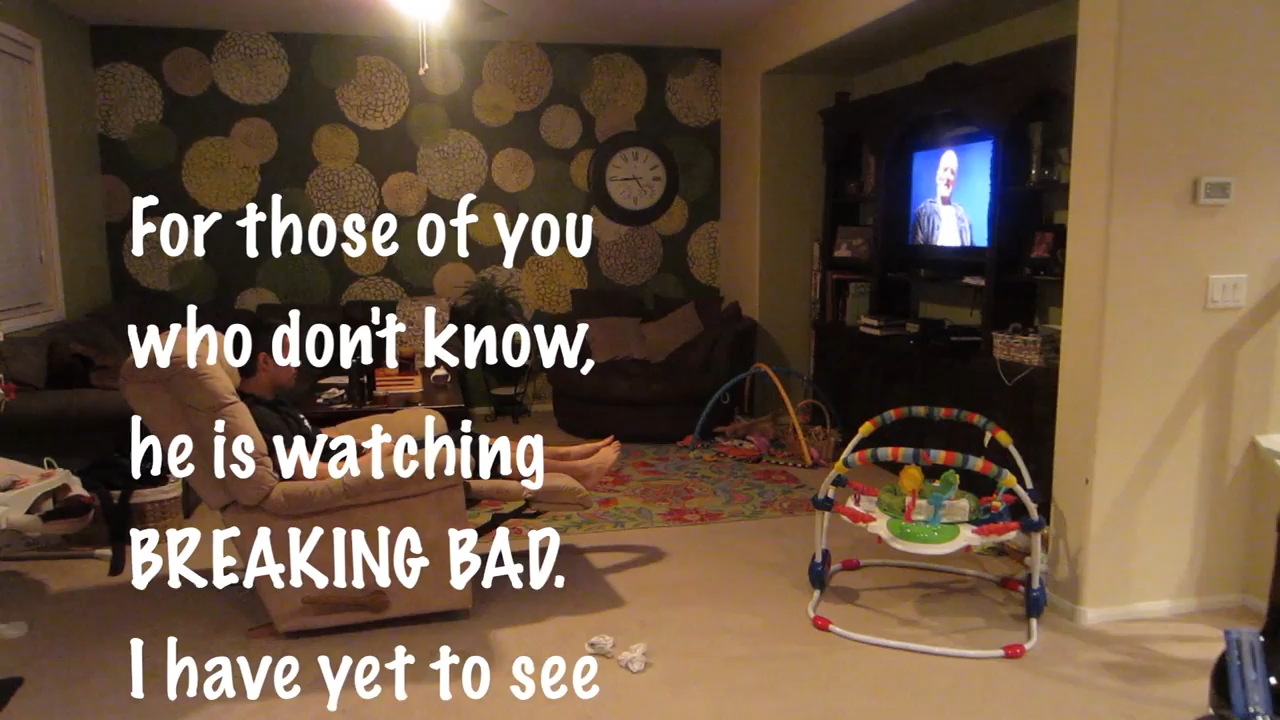 For those of you
who don't know,
he is watching
BREAKING BAD.
I have yet to see